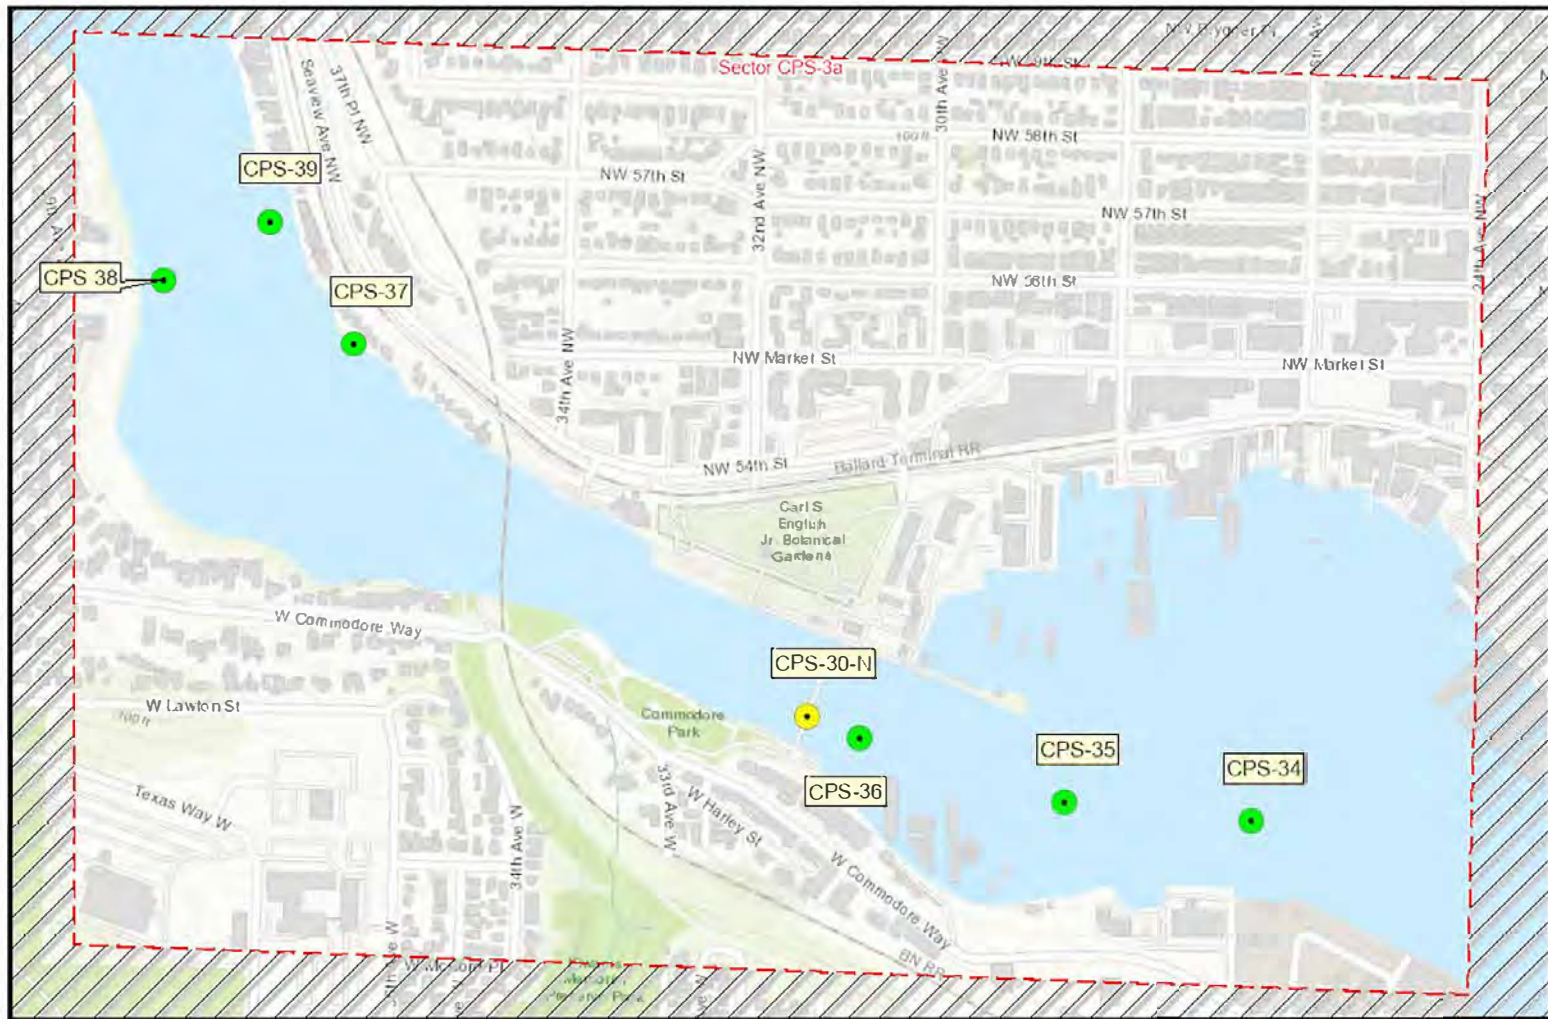 Sector CPS-3a
Seaview Ave NW
37th Pl NW
30th Ave NW
100 ft
NW 58th St
CPS-39
NW 57th St
32nd Ave NW
NW 57th St
24th Ave NW
CPS 38
CPS-37
NW 56th St
34th Ave NW
NW Market St
NW Market St
NW 54th St
Ballard Terminal RR
Carl S
English
Jr. Botanical
Gardens
W Commodore Way
CPS-30-N
W Lawton St
100 ft
Commodore
Park
CPS-35
CPS-34
CPS-36
33rd Ave W
W Harley St
Texas Way W
34th Ave W
W Commodore Way
BN RR